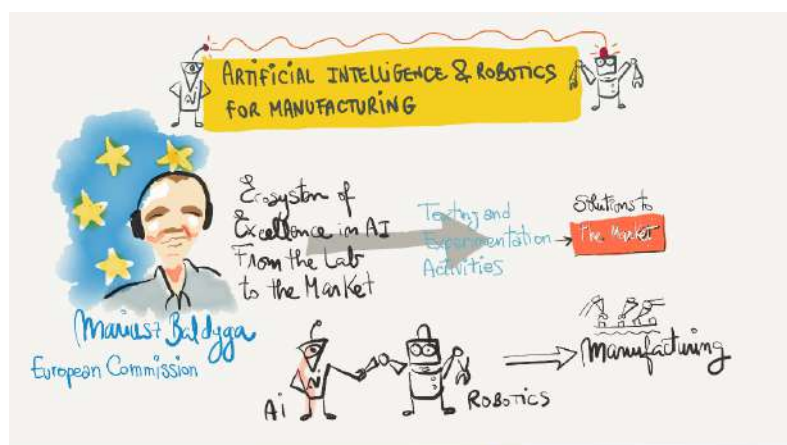 ARTIFICIAL INTELLIGENCE & ROBOTICS
FOR MANUFACTURING
Ecosystem of
Excellence in AI
From the Lab
to the Market
Testing and
Experimentation
Activities
Solutions to
The Market
Mariusz Baldyga
European Commission
Ai
ROBOTICS
Manufacturing